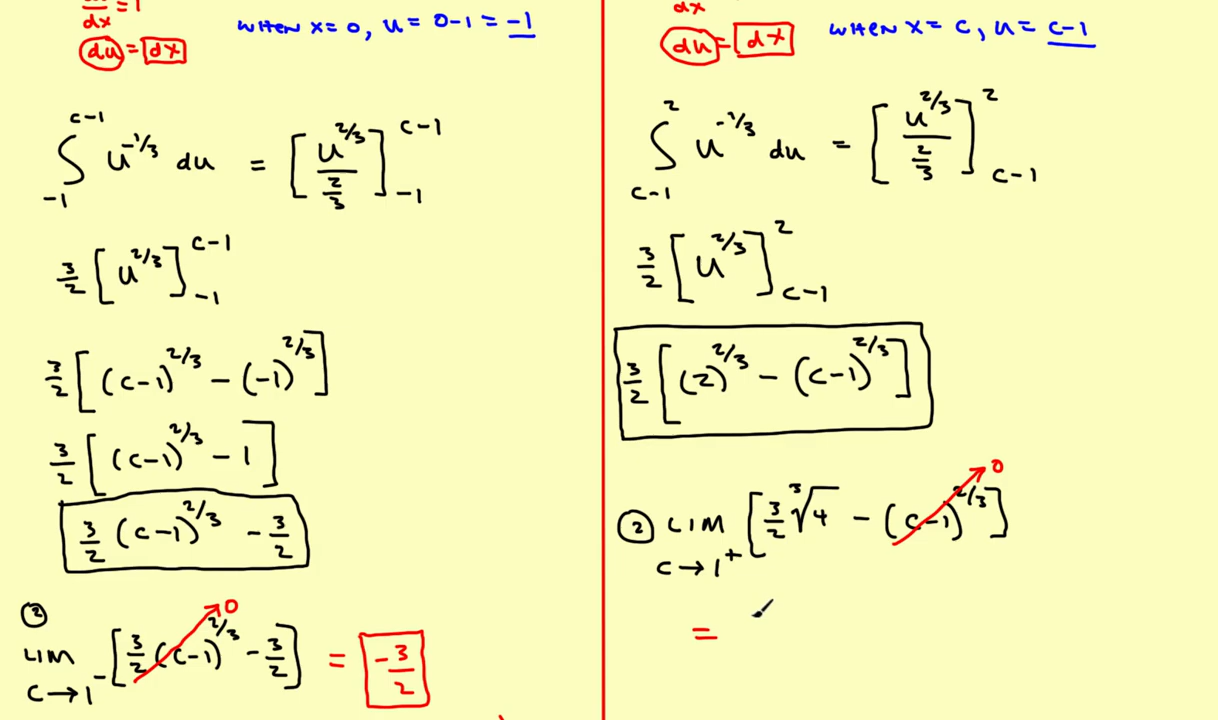 dx = 1
du = dx
WHEN x = 0, u = 0-1 = -1
∫_{-1}^{c-1} u^{-1/3} du = [u^{2/3} / (2/3)]_{-1}^{c-1}
3/2 [u^{2/3}]_{-1}^{c-1}
3/2 [(c-1)^{2/3} - (-1)^{2/3}]
3/2 [(c-1)^{2/3} - 1]
3/2 (c-1)^{2/3} - 3/2
②
LIM_{c→1^-} [3/2 (c-1)^{2/3} - 3/2] = -3/2
0
dx
du = dx
WHEN x = c, u = c-1
∫_{c-1}^{2} u^{-1/3} du = [u^{2/3} / (2/3)]_{c-1}^{2}
3/2 [u^{2/3}]_{c-1}^{2}
3/2 [(2)^{2/3} - (c-1)^{2/3}]
② LIM_{c→1^+} [3/2 ∛4 - (c-1)^{2/3}]
0
=